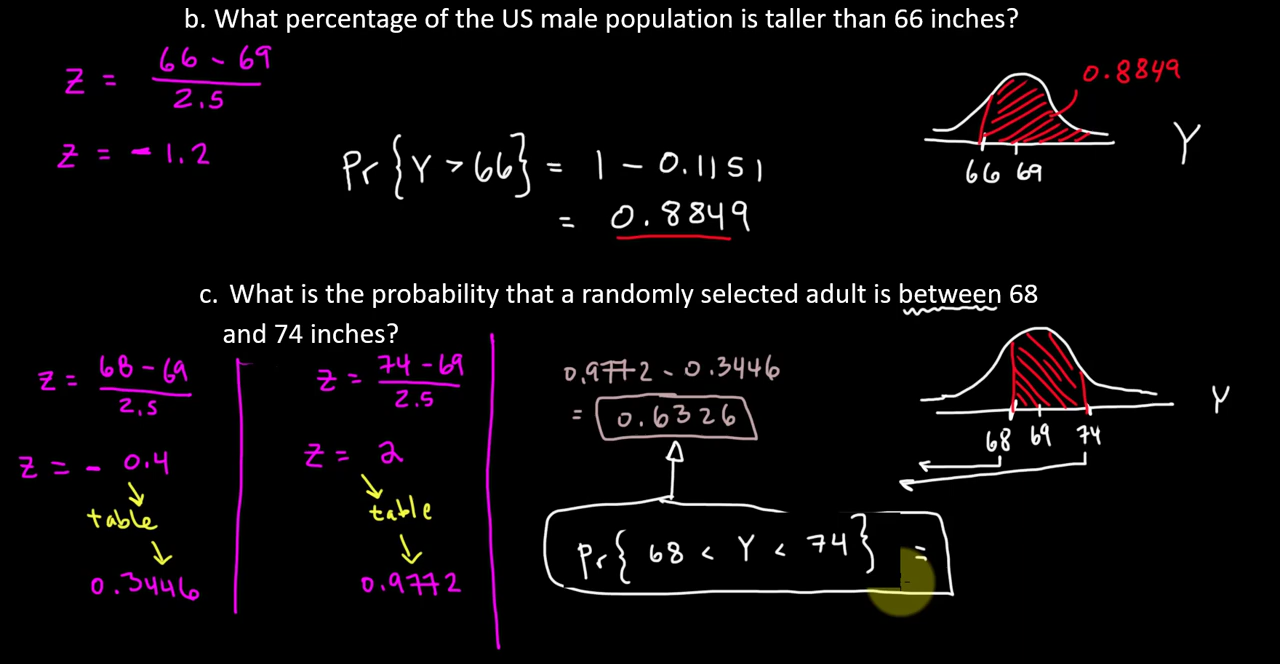 b. What percentage of the US male population is taller than 66 inches?
Z = 66 - 69
2.5
Z = - 1.2
Pr{Y > 66} = 1 - 0.1151
= 0.8849
0.8849
66 69
Y
c. What is the probability that a randomly selected adult is between 68
and 74 inches?
Z = 68 - 69
2.5
Z = - 0.4
table
0.3446
Z = 74 - 69
2.5
Z = 2
table
0.9772
0.9772 - 0.3446
= 0.6326
Pr{ 68 < Y < 74} =
68 69 74
Y